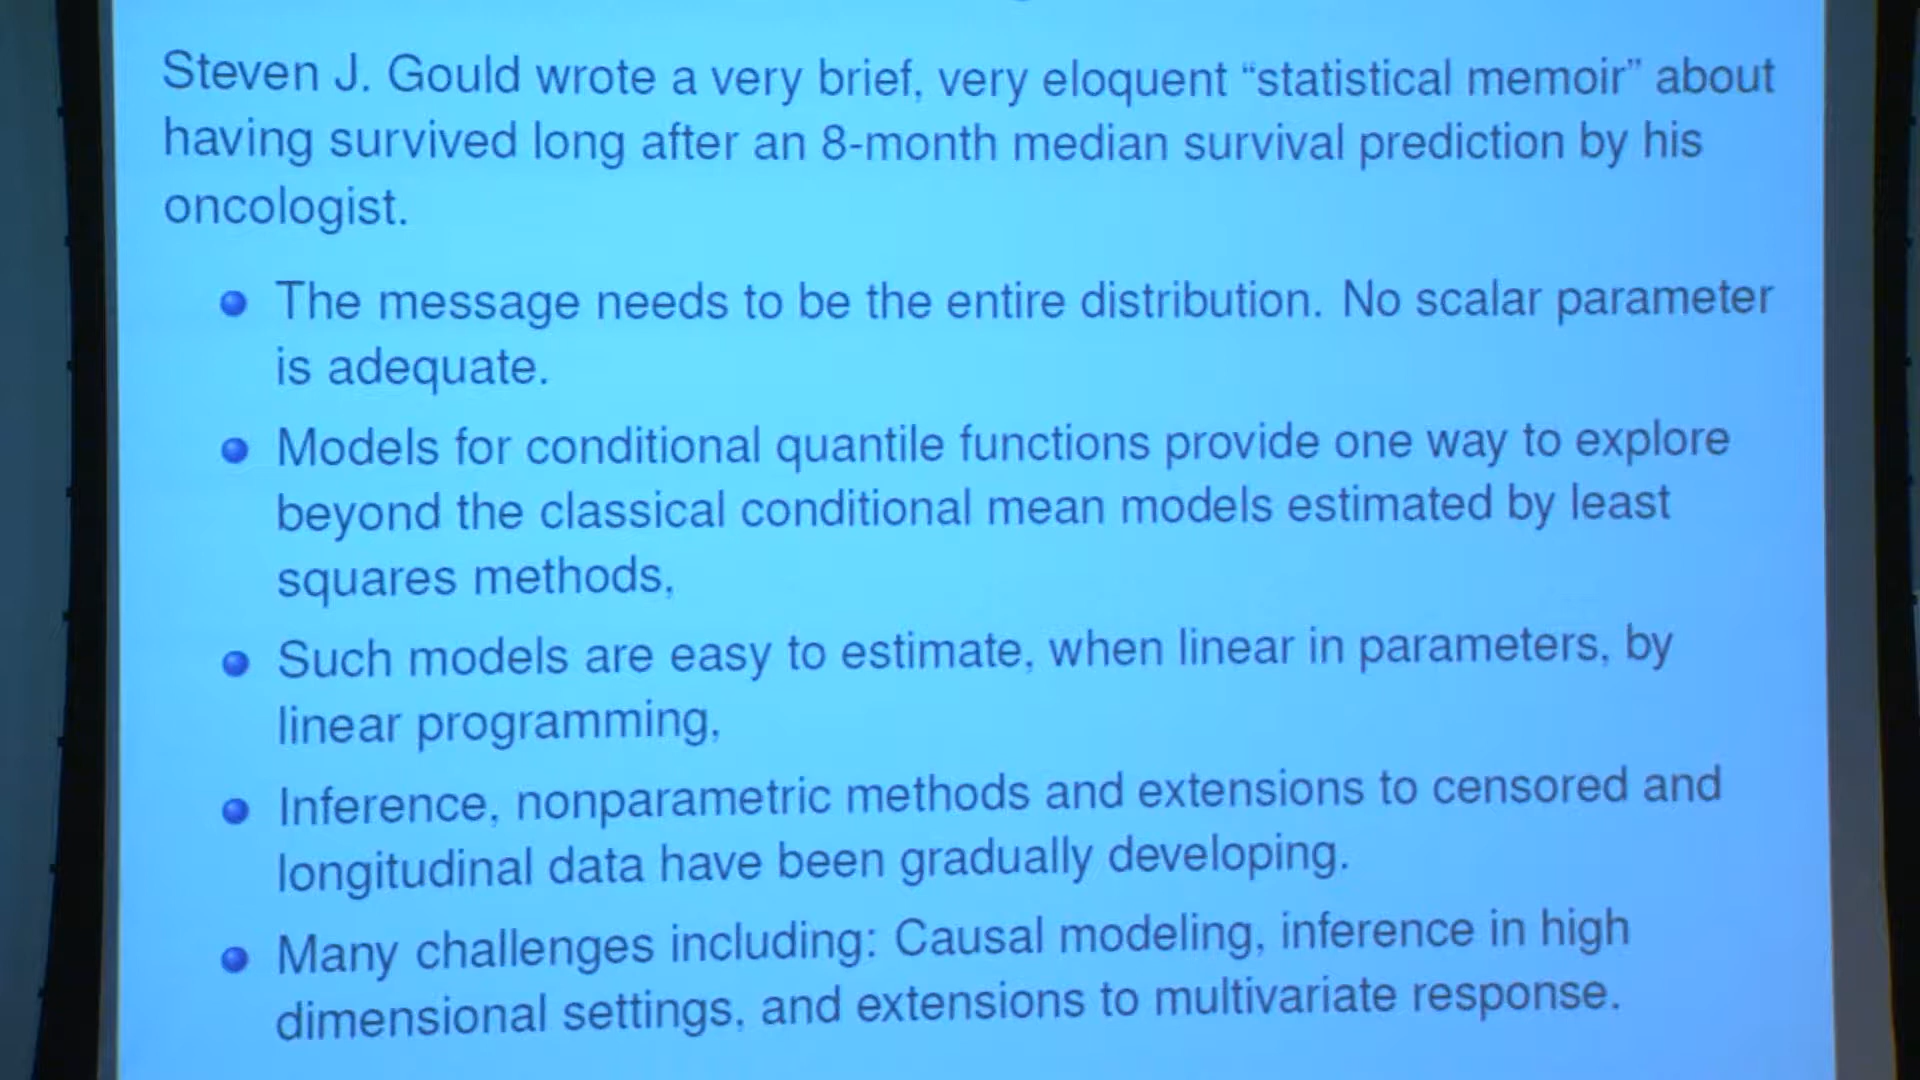 Steven J. Gould wrote a very brief, very eloquent “statistical memoir” about
having survived long after an 8-month median survival prediction by his
oncologist.
The message needs to be the entire distribution. No scalar parameter
is adequate.
Models for conditional quantile functions provide one way to explore
beyond the classical conditional mean models estimated by least
squares methods,
Such models are easy to estimate, when linear in parameters, by
linear programming,
Inference, nonparametric methods and extensions to censored and
longitudinal data have been gradually developing.
Many challenges including: Causal modeling, inference in high
dimensional settings, and extensions to multivariate response.